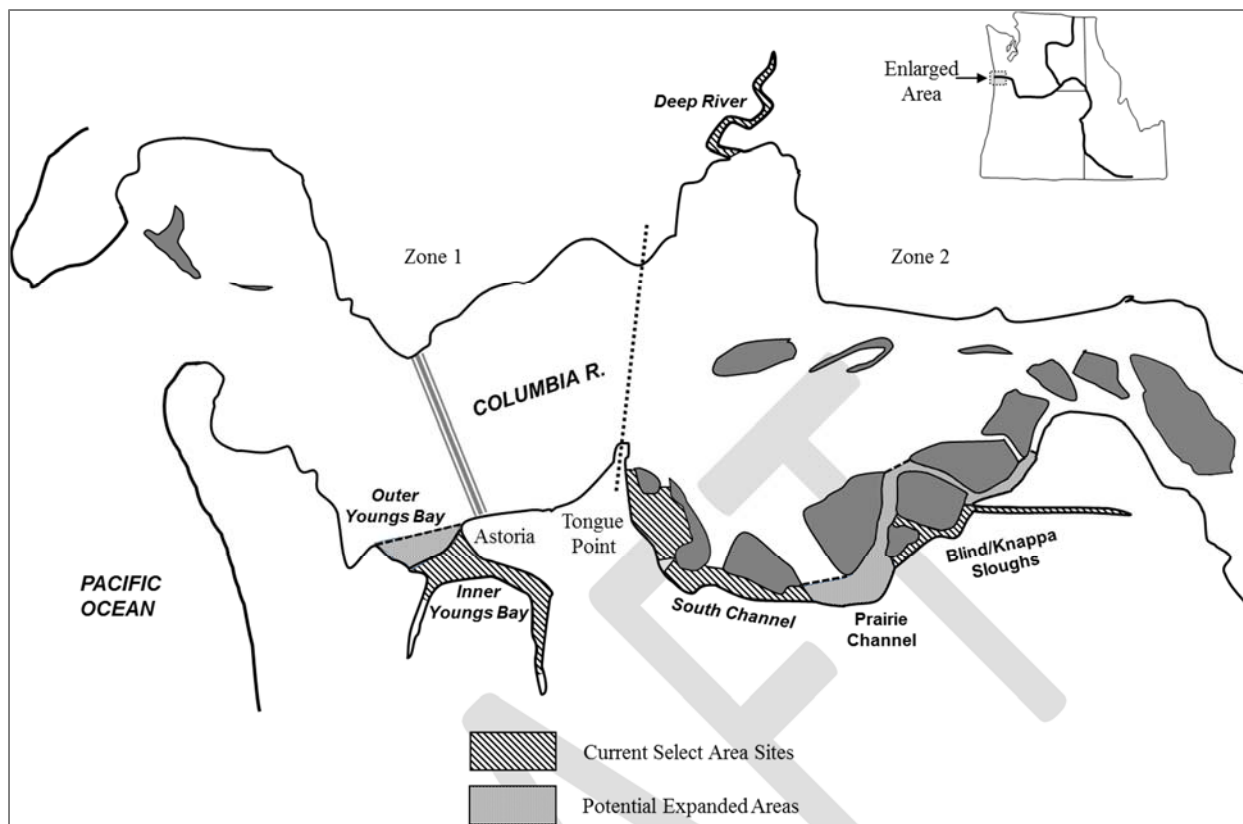 Deep River
Enlarged
Area
Zone 1
Zone 2
COLUMBIA R.
Outer
Youngs Bay
Astoria
Tongue
Point
Blind/Knappa
Sloughs
PACIFIC
OCEAN
Inner
Youngs Bay
South Channel
Prairie
Channel
Current Select Area Sites
Potential Expanded Areas